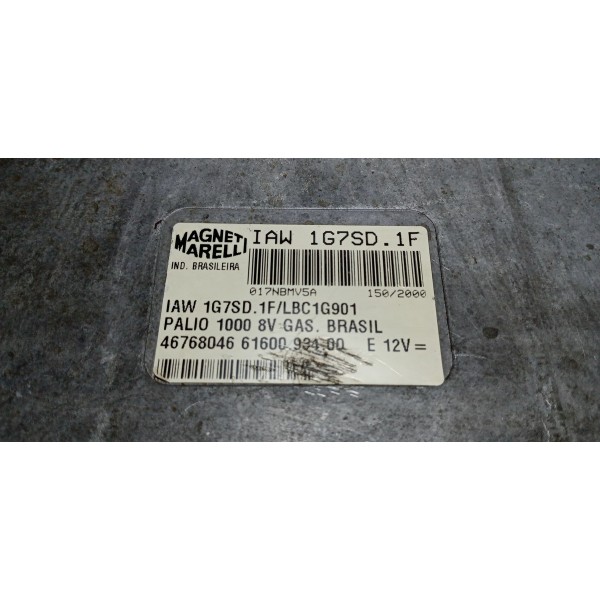 MAGNETI
MARELLI
IAW 1G7SD.1F
IND. BRASILEIRA
017NBMV5A 150/2000
IAW 1G7SD.1F/LBC1G901
PALIO 1000 8V GAS. BRASIL
46768046 61600.934.00 E 12V =